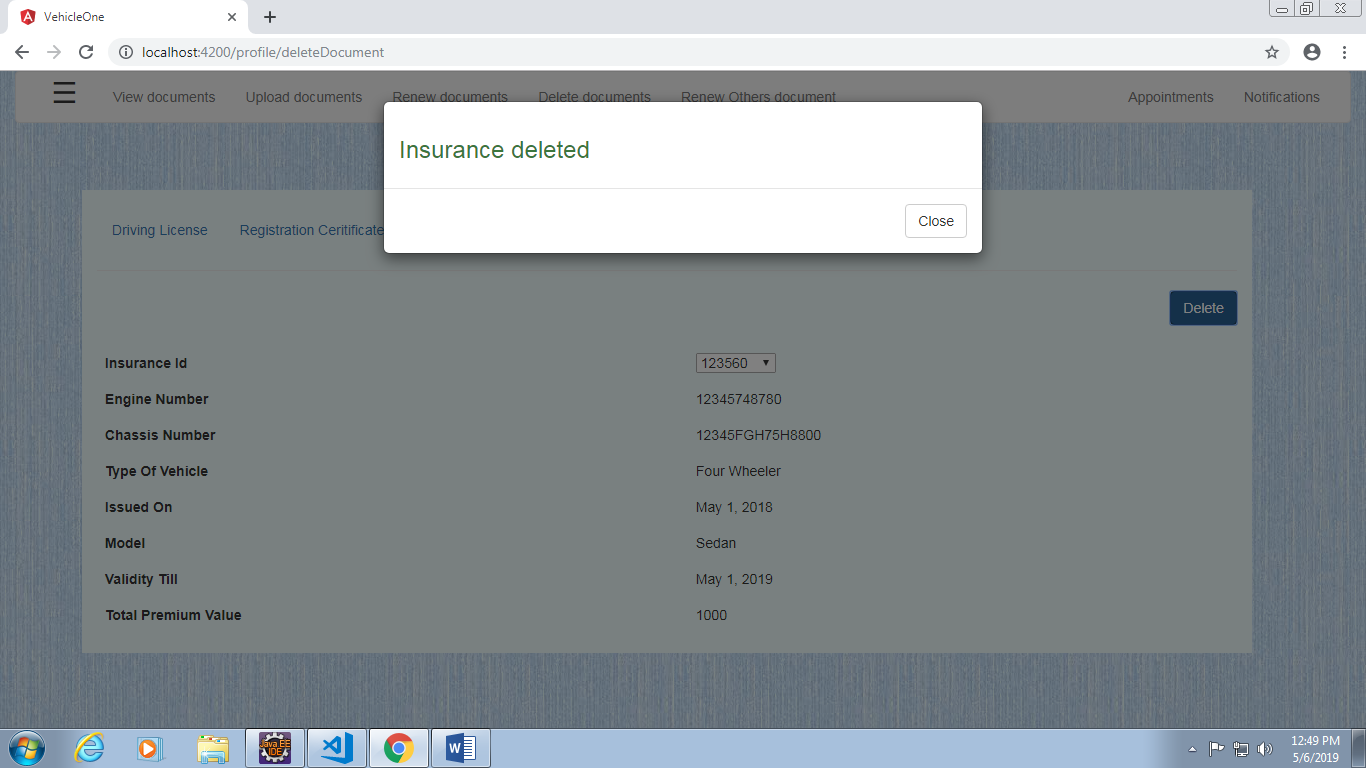 VehicleOne
localhost:4200/profile/deleteDocument
View documents Upload documents Renew documents Delete documents Renew Others document Appointments Notifications
Insurance deleted
Close
Driving License Registration Ceritificate
Delete
Insurance Id 123560
Engine Number 12345748780
Chassis Number 12345FGH75H8800
Type Of Vehicle Four Wheeler
Issued On May 1, 2018
Model Sedan
Validity Till May 1, 2019
Total Premium Value 1000
Java EE
IDE
12:49 PM
5/6/2019